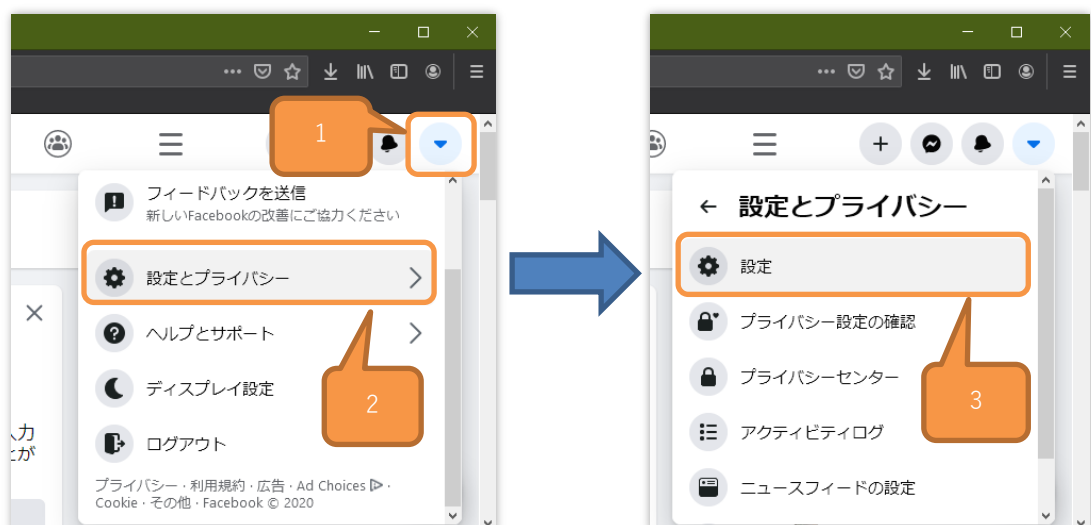 1
フィードバックを送信
新しいFacebookの改善にご協力ください
設定とプライバシー
ヘルプとサポート
ディスプレイ設定
2
ログアウト
プライバシー · 利用規約 · 広告 · Ad Choices ·
Cookie · その他 · Facebook © 2020
入力
とが
設定とプライバシー
設定
プライバシー設定の確認
プライバシーセンター
3
アクティビティログ
ニュースフィードの設定